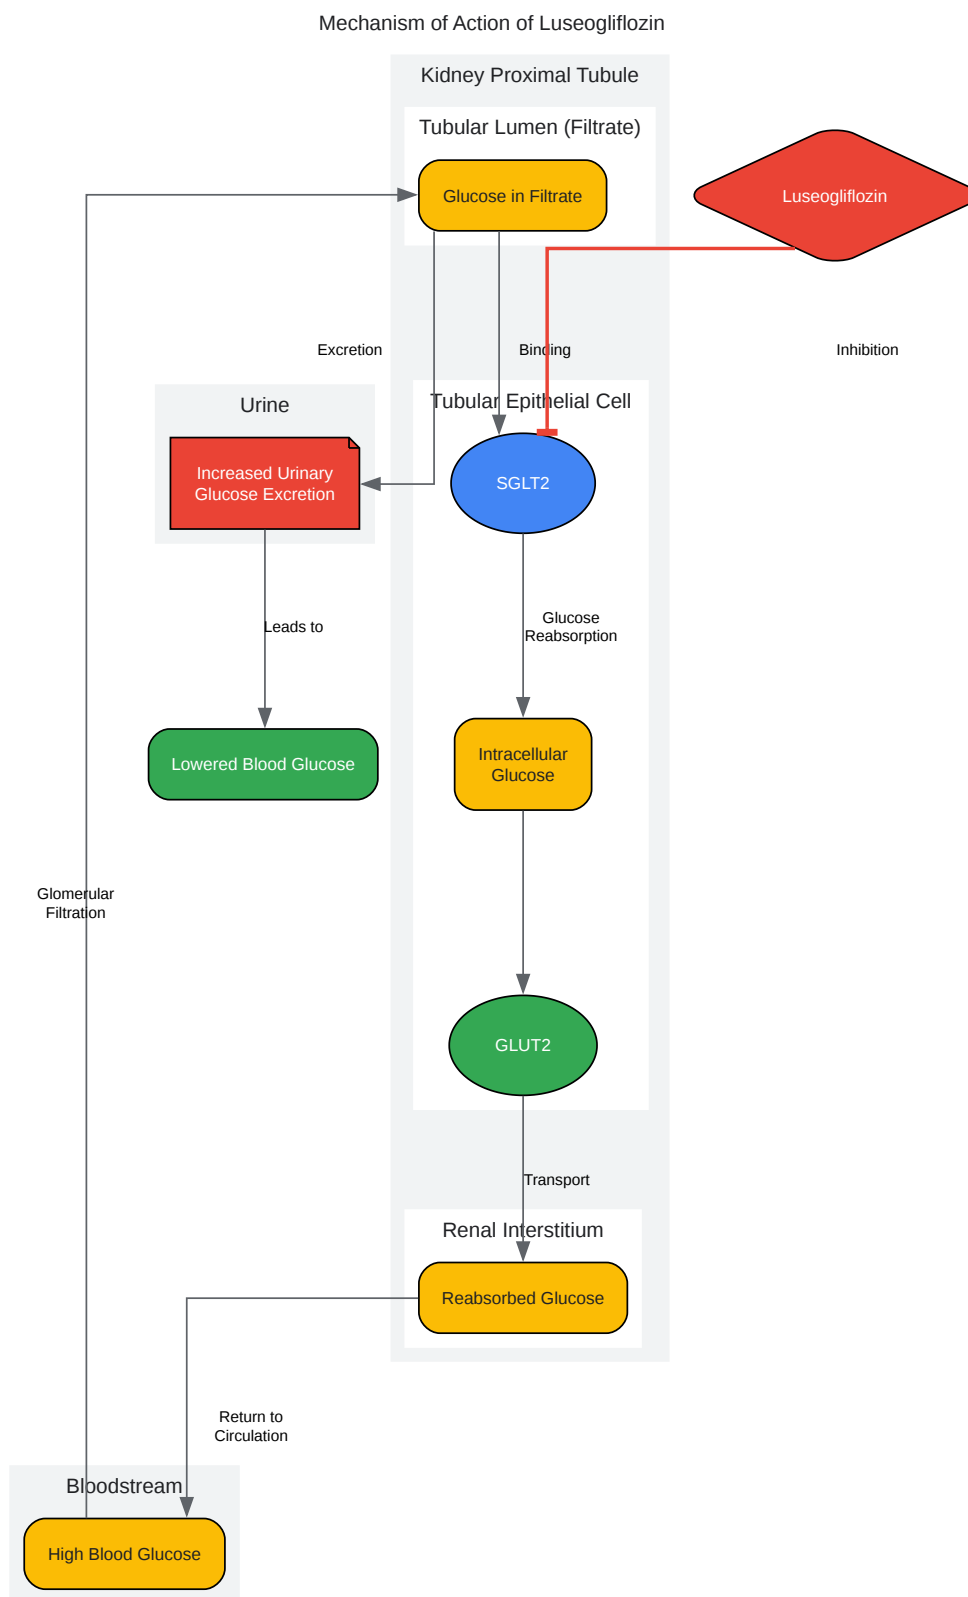 Mechanism of Action of Luseogliflozin
Kidney Proximal Tubule
Tubular Lumen (Filtrate)
Glucose in Filtrate
Luseogliflozin
Excretion
Binding
Inhibition
Urine
Tubular Epithelial Cell
Increased Urinary
Glucose Excretion
SGLT2
Glucose
Reabsorption
Leads to
Lowered Blood Glucose
Intracellular
Glucose
Glomerular
Filtration
GLUT2
Transport
Renal Interstitium
Reabsorbed Glucose
Return to
Circulation
Bloodstream
High Blood Glucose